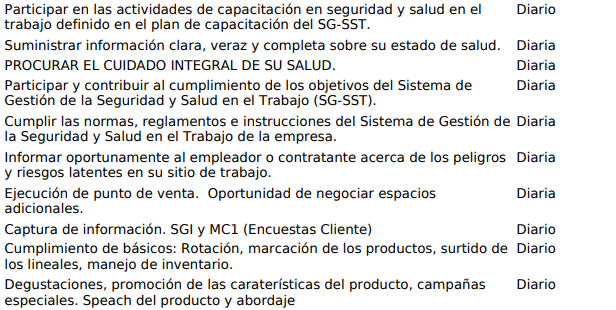 Participar en las actividades de capacitación en seguridad y salud en el Diario
trabajo definido en el plan de capacitación del SG-SST.
Suministrar información clara, veraz y completa sobre su estado de salud. Diaria
PROCURAR EL CUIDADO INTEGRAL DE SU SALUD. Diaria
Participar y contribuir al cumplimiento de los objetivos del Sistema de Diaria
Gestión de la Seguridad y Salud en el Trabajo (SG-SST).
Cumplir las normas, reglamentos e instrucciones del Sistema de Gestión de Diaria
la Seguridad y Salud en el Trabajo de la empresa.
Informar oportunamente al empleador o contratante acerca de los peligros Diaria
y riesgos latentes en su sitio de trabajo.
Ejecución de punto de venta. Oportunidad de negociar espacios Diaria
adicionales.
Captura de información. SGI y MC1 (Encuestas Cliente) Diario
Cumplimiento de básicos: Rotación, marcación de los productos, surtido de Diario
los lineales, manejo de inventario.
Degustaciones, promoción de las caraterísticas del producto, campañas Diario
especiales. Speach del producto y abordaje